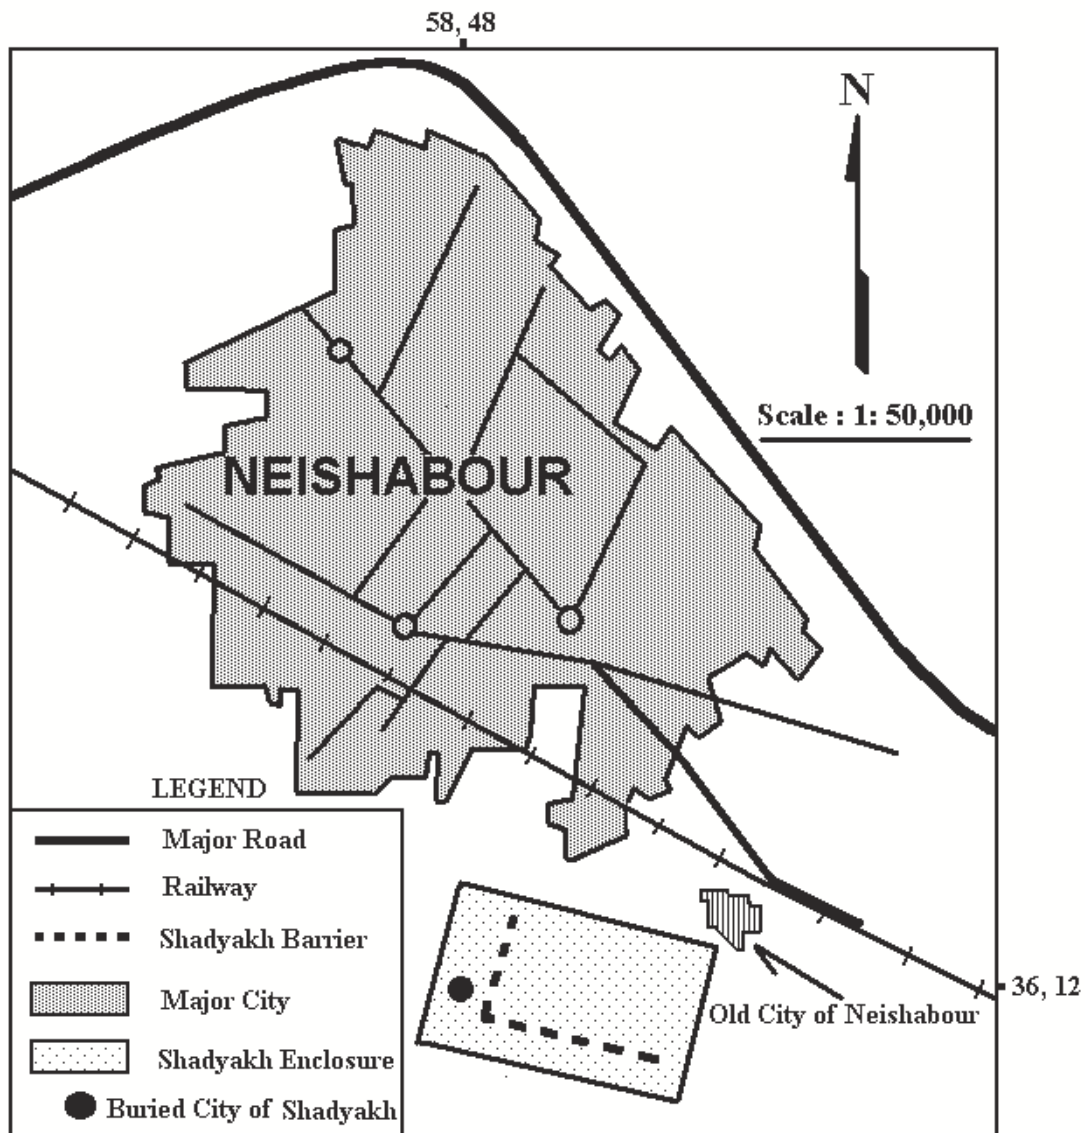 58, 48
N
Scale : 1: 50,000
NEISHABOUR
LEGEND
Major Road
Railway
Shadyakh Barrier
Major City
Shadyakh Enclosure
Buried City of Shadyakh
36, 12
Old City of Neishabour